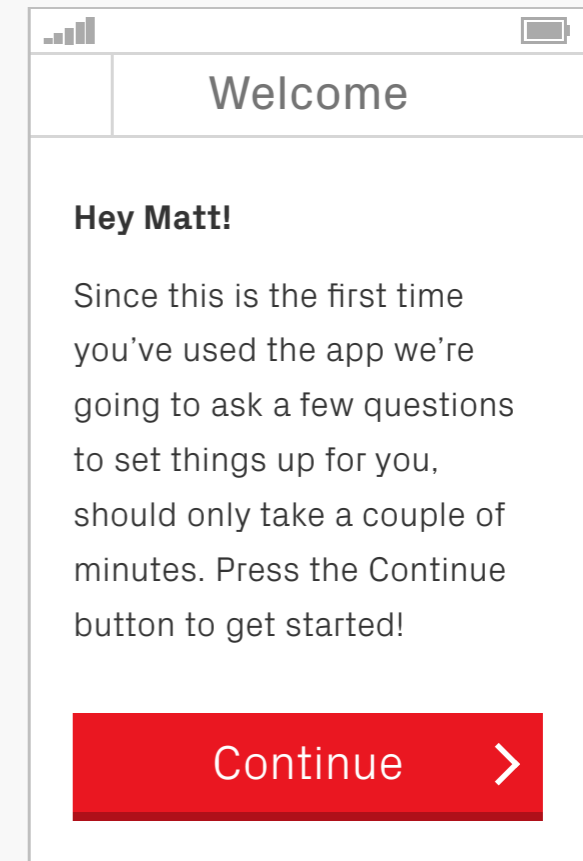 Welcome
Hey Matt!
Since this is the first time
you’ve used the app we’re
going to ask a few questions
to set things up for you,
should only take a couple of
minutes. Press the Continue
button to get started!
Continue